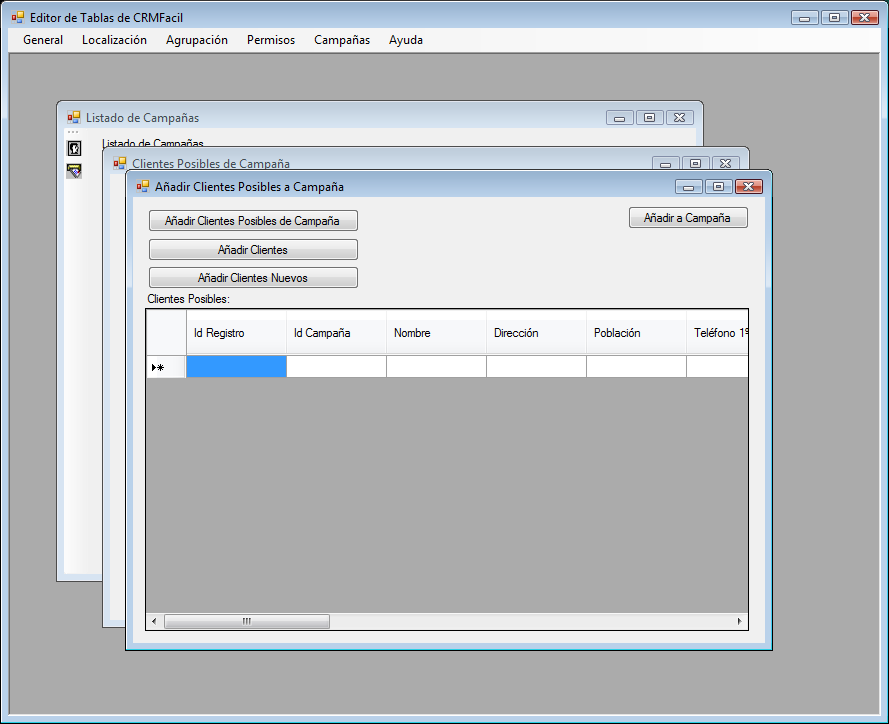 Editor de Tablas de CRMFacil
General Localización Agrupación Permisos Campañas Ayuda
Listado de Campañas
Listado de Campañas
Clientes Posibles de Campaña
Añadir Clientes Posibles a Campaña
Añadir Clientes Posibles de Campaña
Añadir a Campaña
Añadir Clientes
Añadir Clientes Nuevos
Clientes Posibles:
Id Registro Id Campaña Nombre Dirección Población Teléfono 1º